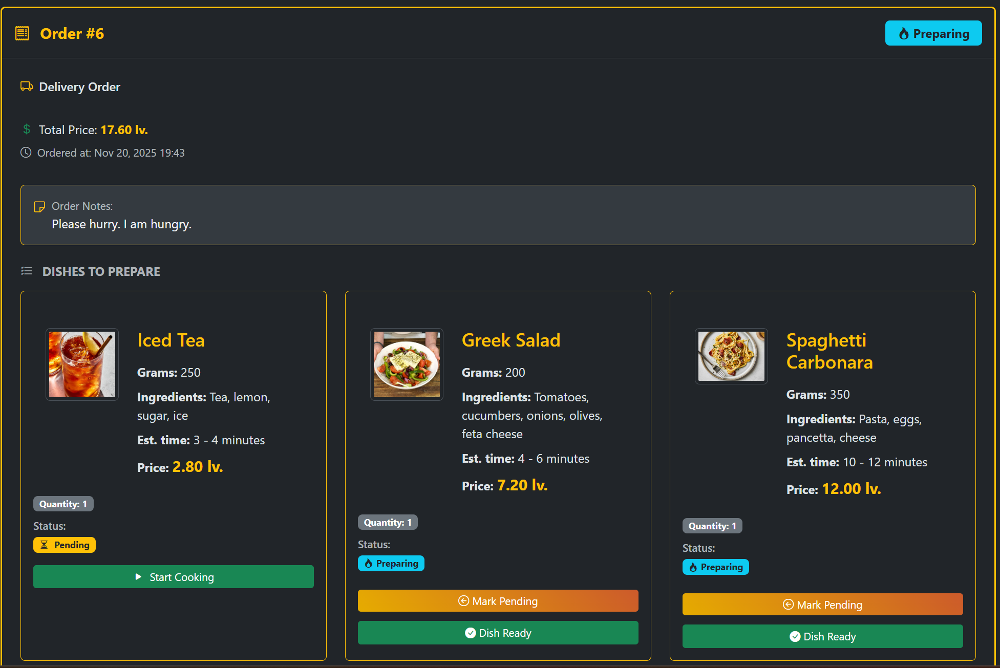 Order #6
Preparing
Delivery Order
$ Total Price: 17.60 lv.
Ordered at: Nov 20, 2025 19:43
Order Notes:
Please hurry. I am hungry.
DISHES TO PREPARE
Iced Tea
Grams: 250
Ingredients: Tea, lemon,
sugar, ice
Est. time: 3 - 4 minutes
Price: 2.80 lv.
Quantity: 1
Status:
Pending
Start Cooking
Greek Salad
Grams: 200
Ingredients: Tomatoes,
cucumbers, onions, olives,
feta cheese
Est. time: 4 - 6 minutes
Price: 7.20 lv.
Quantity: 1
Status:
Preparing
Mark Pending
Dish Ready
Spaghetti
Carbonara
Grams: 350
Ingredients: Pasta, eggs,
pancetta, cheese
Est. time: 10 - 12 minutes
Price: 12.00 lv.
Quantity: 1
Status:
Preparing
Mark Pending
Dish Ready